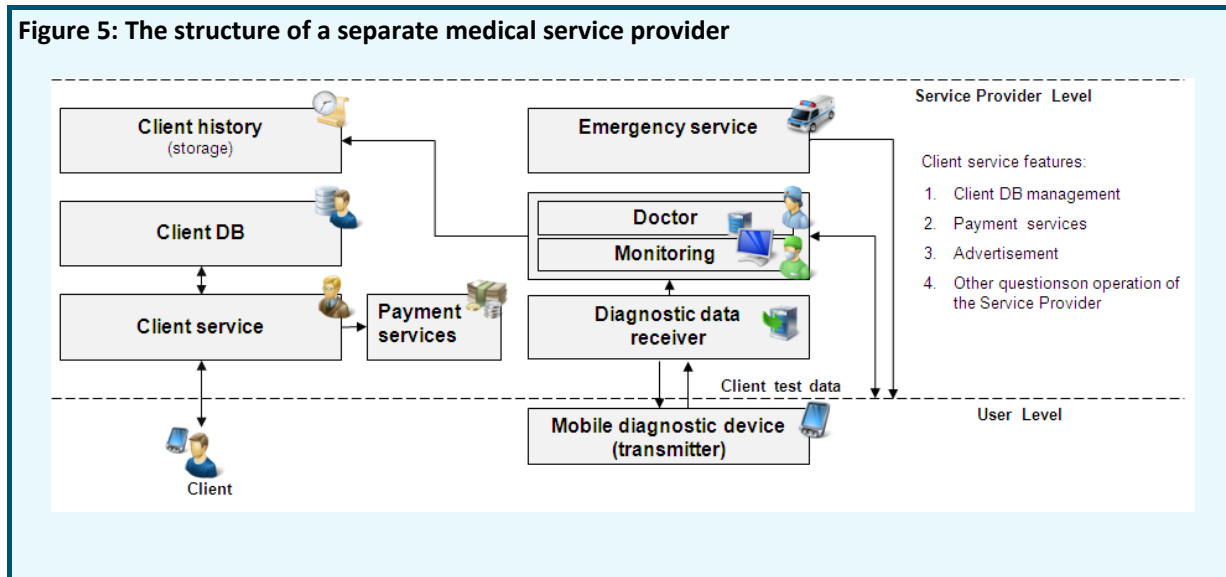 Figure 5: The structure of a separate medical service provider
Service Provider Level
Client history
(storage)
Emergency service
Client service features:
1. Client DB management
2. Payment services
3. Advertisement
4. Other questionson operation of
the Service Provider
Client DB
Doctor
Monitoring
Client service
Payment
services
Diagnostic data
receiver
Client test data
User Level
Mobile diagnostic device
(transmitter)
Client